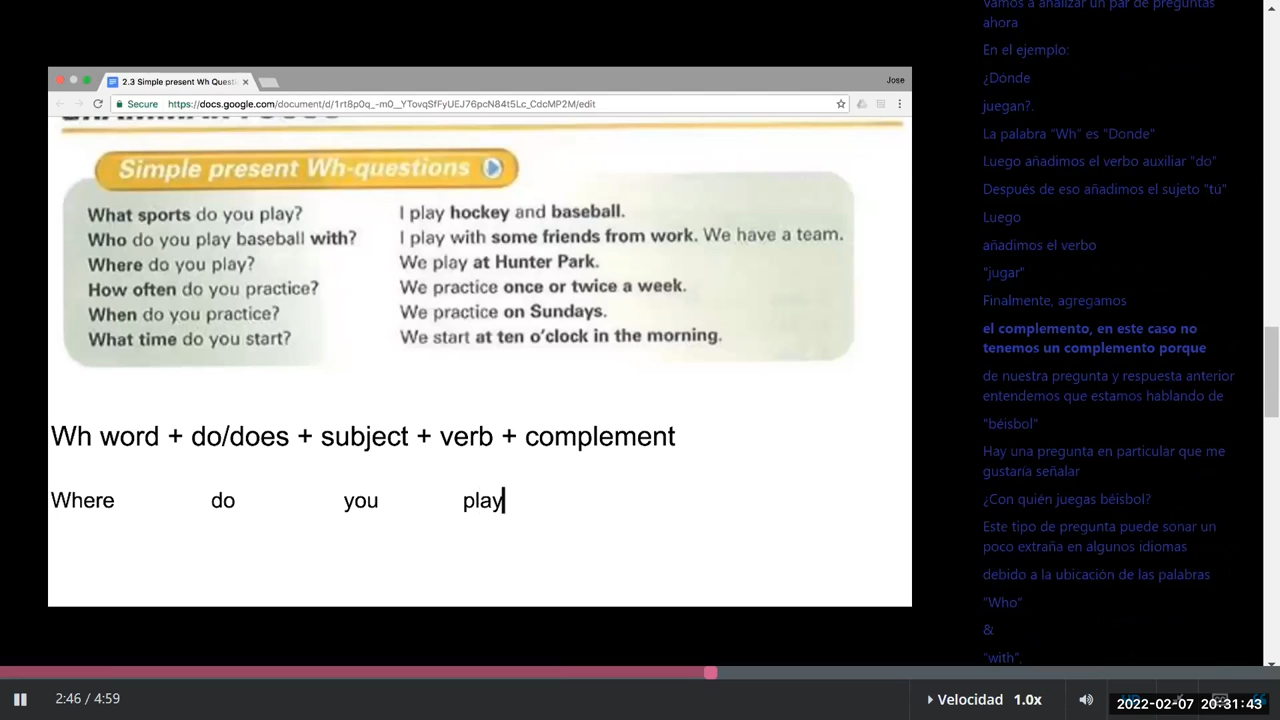 Vamos a analizar un par de preguntas
ahora
En el ejemplo:
¿Dónde
juegan?.
La palabra "Wh" es "Donde"
Luego añadimos el verbo auxiliar "do"
Después de eso añadimos el sujeto "tú"
Luego
añadimos el verbo
"jugar"
Finalmente, agregamos
el complemento, en este caso no
tenemos un complemento porque
de nuestra pregunta y respuesta anterior
entendemos que estamos hablando de
"béisbol"
Hay una pregunta en particular que me
gustaría señalar
¿Con quién juegas béisbol?
Este tipo de pregunta puede sonar un
poco extraña en algunos idiomas
debido a la ubicación de las palabras
"Who"
&
"with",
2.3 Simple present Wh Questi
Jose
Secure https://docs.google.com/document/d/1rt8p0q_-m0__YTovqSfFyUEJ76pcN84t5Lc_CdcMP2M/edit
Simple present Wh-questions
What sports do you play? I play hockey and baseball.
Who do you play baseball with? I play with some friends from work. We have a team.
Where do you play? We play at Hunter Park.
How often do you practice? We practice once or twice a week.
When do you practice? We practice on Sundays.
What time do you start? We start at ten o'clock in the morning.
Wh word + do/does + subject + verb + complement
Where do you play
2:46 / 4:59
Velocidad 1.0x
2022-02-07 20:31:43